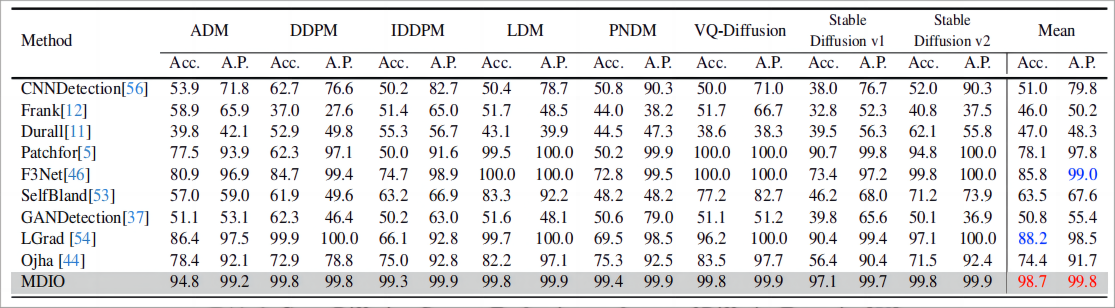 Method ADM DDPM IDDPM LDM PNDM VQ-Diffusion Stable Diffusion v1 Stable Diffusion v2 Mean
Acc. A.P. Acc. A.P. Acc. A.P. Acc. A.P. Acc. A.P. Acc. A.P. Acc. A.P. Acc. A.P. Acc. A.P.
CNNDetection[56] 53.9 71.8 62.7 76.6 50.2 82.7 50.4 78.7 50.8 90.3 50.0 71.0 38.0 76.7 52.0 90.3 51.0 79.8
Frank[12] 58.9 65.9 37.0 27.6 51.4 65.0 51.7 48.5 44.0 38.2 51.7 66.7 32.8 52.3 40.8 37.5 46.0 50.2
Durall[11] 39.8 42.1 52.9 49.8 55.3 56.7 43.1 39.9 44.5 47.3 38.6 38.3 39.5 56.3 62.1 55.8 47.0 48.3
Patchfor[5] 77.5 93.9 62.3 97.1 50.0 91.6 99.5 100.0 50.2 99.9 100.0 100.0 90.7 99.8 94.8 100.0 78.1 97.8
F3Net[46] 80.9 96.9 84.7 99.4 74.7 98.9 100.0 100.0 72.8 99.5 100.0 100.0 73.4 97.2 99.8 100.0 85.8 99.0
SelfBland[53] 57.0 59.0 61.9 49.6 63.2 66.9 83.3 92.2 48.2 48.2 77.2 82.7 46.2 68.0 71.2 73.9 63.5 67.6
GANDetection[37] 51.1 53.1 62.3 46.4 50.2 63.0 51.6 48.1 50.6 79.0 51.1 51.2 39.8 65.6 50.1 36.9 50.8 55.4
LGrad [54] 86.4 97.5 99.9 100.0 66.1 92.8 99.7 100.0 69.5 98.5 96.2 100.0 90.4 99.4 97.1 100.0 88.2 98.5
Ojha [44] 78.4 92.1 72.9 78.8 75.0 92.8 82.2 97.1 75.3 92.5 83.5 97.7 56.4 90.4 71.5 92.4 74.4 91.7
MDIO 94.8 99.2 99.8 99.8 99.3 99.9 99.8 99.9 99.4 99.9 99.8 99.9 97.1 99.7 99.8 99.9 98.7 99.8